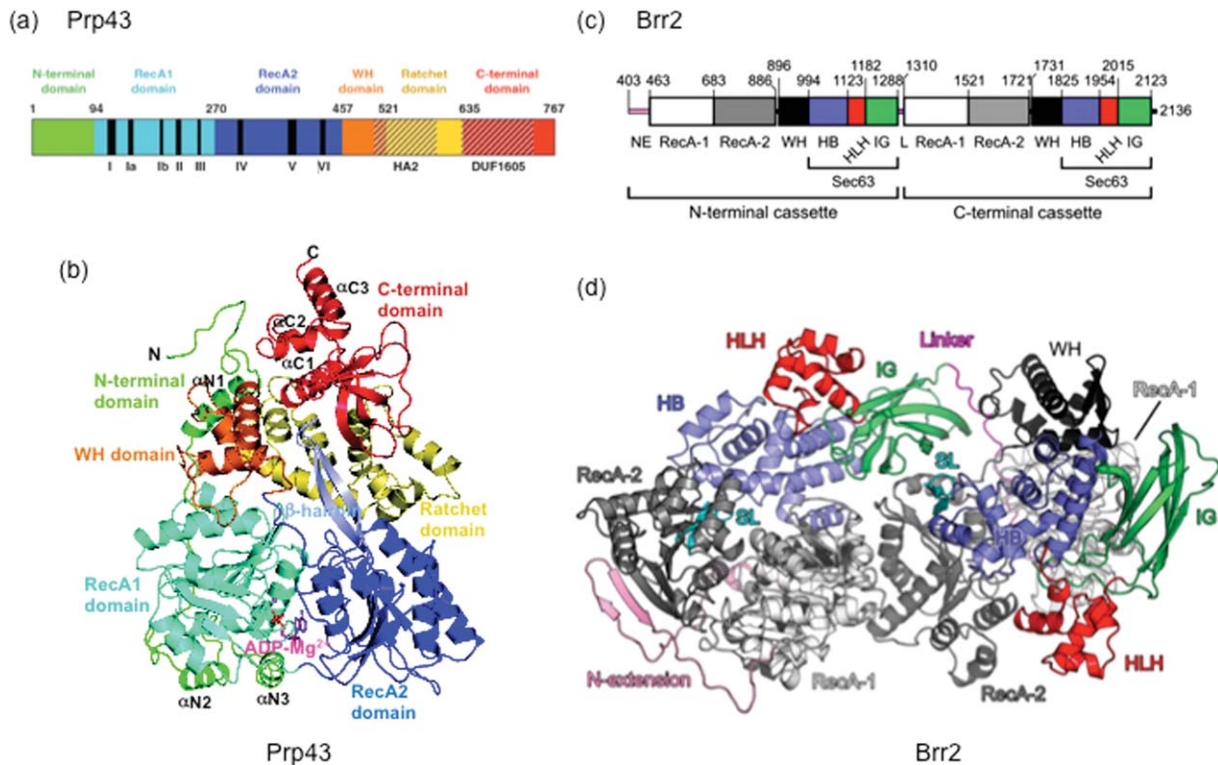 (a) Prp43
N-terminal domain RecA1 domain RecA2 domain WH domain Ratchet domain C-terminal domain
1 94 270 457 521 635 767
I Ia Ib II III IV V VI HA2 DUF1605
(b)
C
αC3
C-terminal domain
αC2
N
αC1
αN1
N-terminal domain
WH domain
β-hairpin
Ratchet domain
RecA1 domain
ADP-Mg²⁺
αN2 αN3
RecA2 domain
Prp43
(c) Brr2
896 1182 1310 1731 2015
403 463 683 886 994 1123 1288 1521 1721 1825 1954 2123
2136
NE RecA-1 RecA-2 WH HB HLH IG L RecA-1 RecA-2 WH HB HLH IG
Sec63 Sec63
N-terminal cassette C-terminal cassette
(d)
HLH
Linker
WH
IG
RecA-1
HB
RecA-2
SL
SL
IG
HB
N-extension
RecA-1
RecA-2
HLH
Brr2